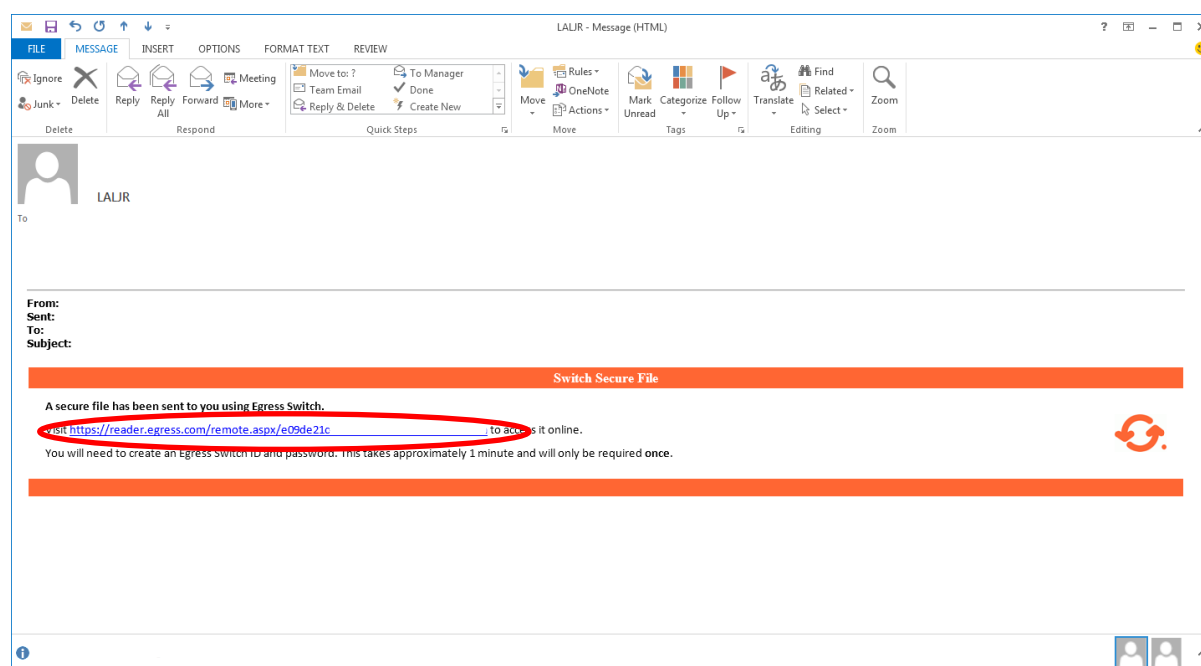 LALJR - Message (HTML)
FILE MESSAGE INSERT OPTIONS FORMAT TEXT REVIEW
Ignore
Junk
Delete
Reply
Reply All
Forward
Meeting
More
Move to: ?
Team Email
Reply & Delete
To Manager
Done
Create New
Move
Rules
OneNote
Actions
Mark Unread
Categorize
Follow Up
Translate
Find
Related
Select
Zoom
Delete Respond Quick Steps Move Tags Editing Zoom
LALJR
To
From:
Sent:
To:
Subject:
Switch Secure File
A secure file has been sent to you using Egress Switch.
Visit https://reader.egress.com/remote.aspx/e09de21c to access it online.
You will need to create an Egress Switch ID and password. This takes approximately 1 minute and will only be required once.